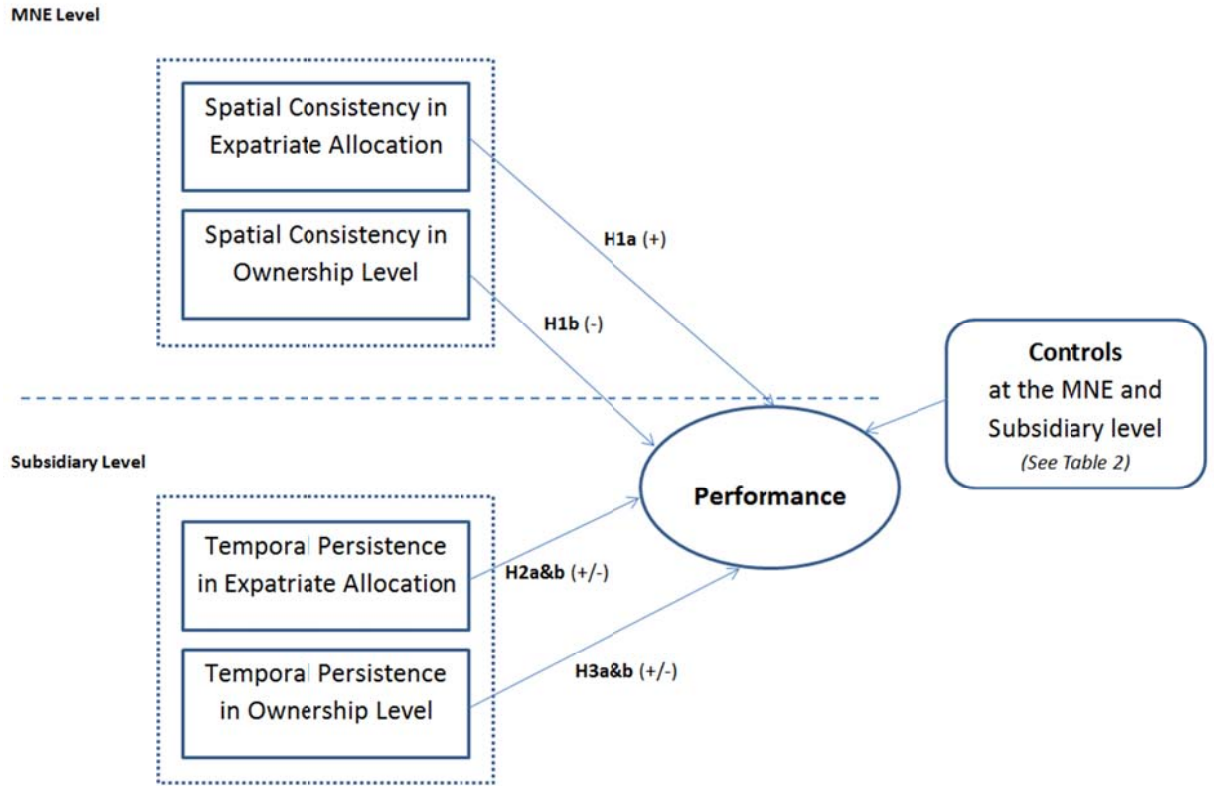 MNE Level
Spatial Consistency in
Expatriate Allocation
Spatial Consistency in
Ownership Level
H1a (+)
H1b (-)
Controls
at the MNE and
Subsidiary level
(See Table 2)
Subsidiary Level
Performance
Temporal Persistence
in Expatriate Allocation
H2a&b (+/-)
Temporal Persistence
in Ownership Level
H3a&b (+/-)